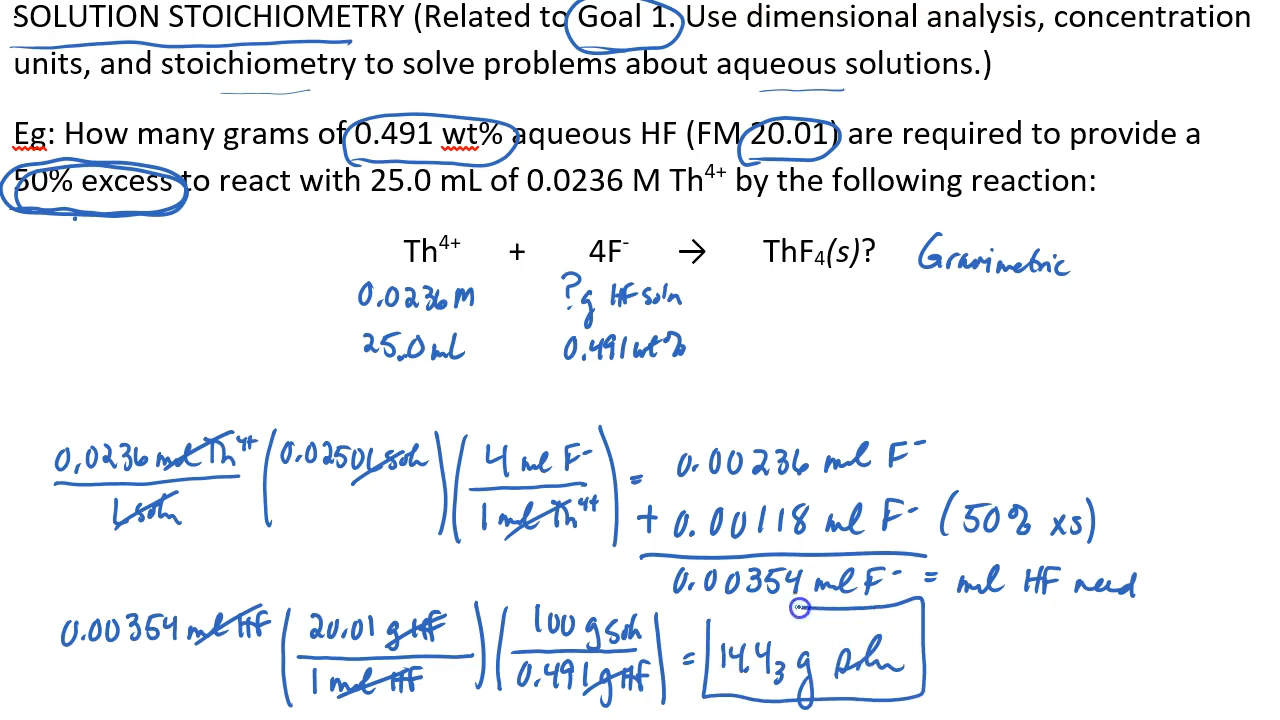 SOLUTION STOICHIOMETRY (Related to Goal 1. Use dimensional analysis, concentration
units, and stoichiometry to solve problems about aqueous solutions.)
Eg: How many grams of 0.491 wt% aqueous HF (FM 20.01) are required to provide a
50% excess to react with 25.0 mL of 0.0236 M Th⁴⁺ by the following reaction:
Th⁴⁺ + 4F⁻ → ThF₄(s)? Gravimetric
0.0236 M ?g HF soln
25.0 mL 0.491 wt%
0.0236 mol Th⁴⁺ / L soln (0.0250 L soln) (4 mol F⁻ / 1 mol Th⁴⁺) = 0.00236 mol F⁻
+ 0.00118 mol F⁻ (50% xs)
0.00354 mol F⁻ = mol HF need
0.00354 mol HF (20.01 g HF / 1 mol HF) (100 g soln / 0.491 g HF) = 14.4₃ g soln